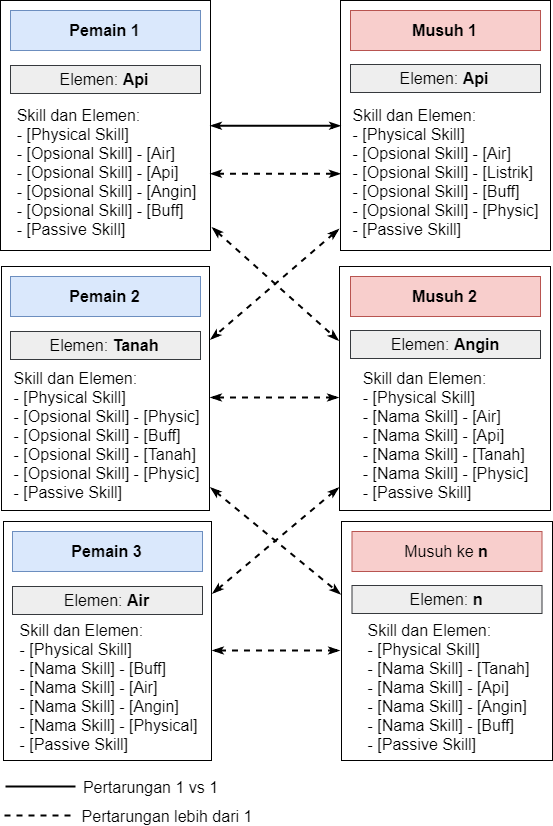 Pemain 1
Elemen: Api
Skill dan Elemen:
- [Physical Skill]
- [Opsional Skill] - [Air]
- [Opsional Skill] - [Api]
- [Opsional Skill] - [Angin]
- [Opsional Skill] - [Buff]
- [Passive Skill]
Musuh 1
Elemen: Api
Skill dan Elemen:
- [Physical Skill]
- [Opsional Skill] - [Air]
- [Opsional Skill] - [Listrik]
- [Opsional Skill] - [Buff]
- [Opsional Skill] - [Physic]
- [Passive Skill]
Pemain 2
Elemen: Tanah
Skill dan Elemen:
- [Physical Skill]
- [Opsional Skill] - [Physic]
- [Opsional Skill] - [Buff]
- [Opsional Skill] - [Tanah]
- [Opsional Skill] - [Physic]
- [Passive Skill]
Musuh 2
Elemen: Angin
Skill dan Elemen:
- [Physical Skill]
- [Nama Skill] - [Air]
- [Nama Skill] - [Api]
- [Nama Skill] - [Tanah]
- [Nama Skill] - [Physic]
- [Passive Skill]
Pemain 3
Elemen: Air
Skill dan Elemen:
- [Physical Skill]
- [Nama Skill] - [Buff]
- [Nama Skill] - [Air]
- [Nama Skill] - [Angin]
- [Nama Skill] - [Physical]
- [Passive Skill]
Musuh ke n
Elemen: n
Skill dan Elemen:
- [Physical Skill]
- [Nama Skill] - [Tanah]
- [Nama Skill] - [Api]
- [Nama Skill] - [Angin]
- [Nama Skill] - [Buff]
- [Passive Skill]
Pertarungan 1 vs 1
Pertarungan lebih dari 1